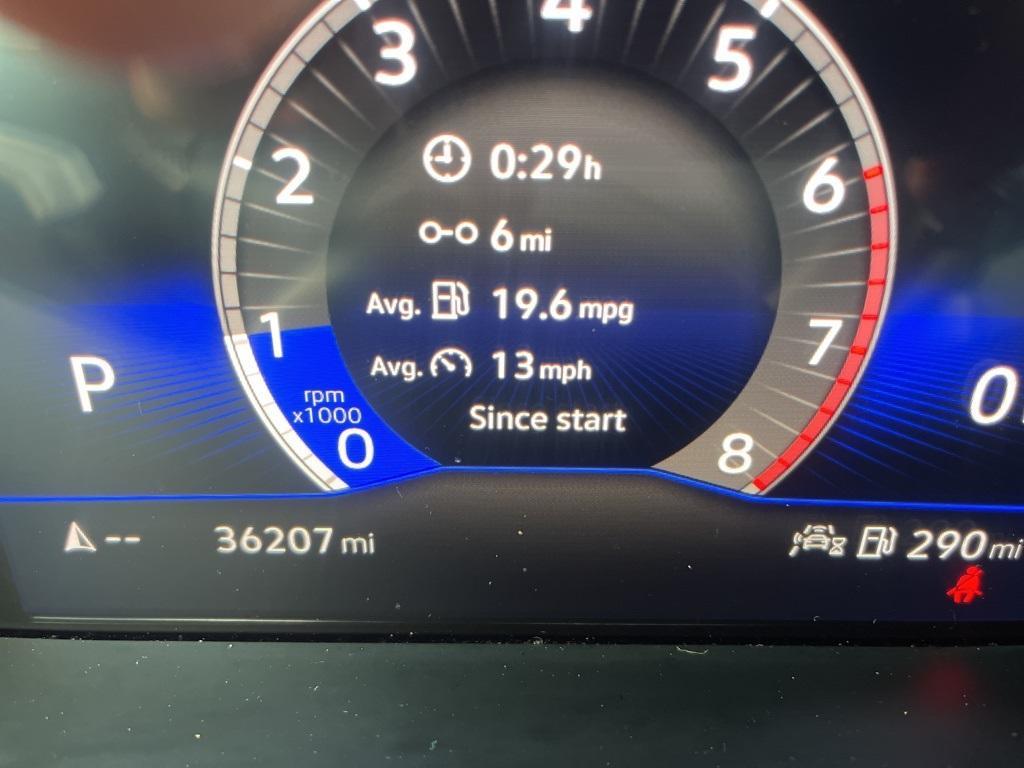 3 4 5
2 6
1 7
0 8
rpm
x1000
0:29h
6 mi
Avg. 19.6 mpg
Avg. 13 mph
Since start
P
0
-- 36207 mi 290 mi